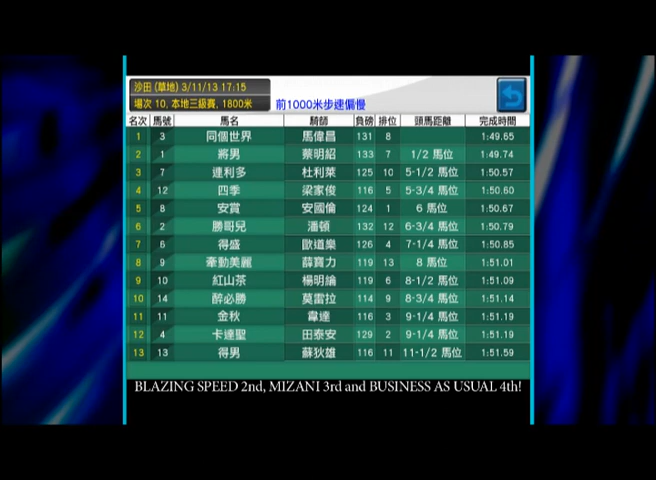 沙田 (草地) 3/11/13 17:15
場次 10, 本地三級賽, 1800米
前1000米步速偏慢
名次 馬號 馬名 騎師 負磅 排位 頭馬距離 完成時間
1 3 同個世界 馬偉昌 131 8 1:49.65
2 1 將男 蔡明紹 133 7 1/2 馬位 1:49.74
3 7 連利多 杜利萊 125 10 5-1/2 馬位 1:50.57
4 12 四季 梁家俊 116 5 5-3/4 馬位 1:50.60
5 8 安賞 安國倫 124 1 6 馬位 1:50.67
6 2 勝哥兒 潘頓 132 12 6-3/4 馬位 1:50.79
7 6 得盛 歐道樂 126 4 7-1/4 馬位 1:50.85
8 9 牽動美麗 薛寶力 119 13 8 馬位 1:51.01
9 10 紅山茶 楊明綸 119 6 8-1/2 馬位 1:51.09
10 14 醉必勝 莫雷拉 114 9 8-3/4 馬位 1:51.14
11 11 金秋 韋達 116 3 9-1/4 馬位 1:51.19
12 4 卡達聖 田泰安 129 2 9-1/4 馬位 1:51.19
13 13 得男 蘇狄雄 116 11 11-1/2 馬位 1:51.59
BLAZING SPEED 2nd, MIZANI 3rd and BUSINESS AS USUAL 4th!